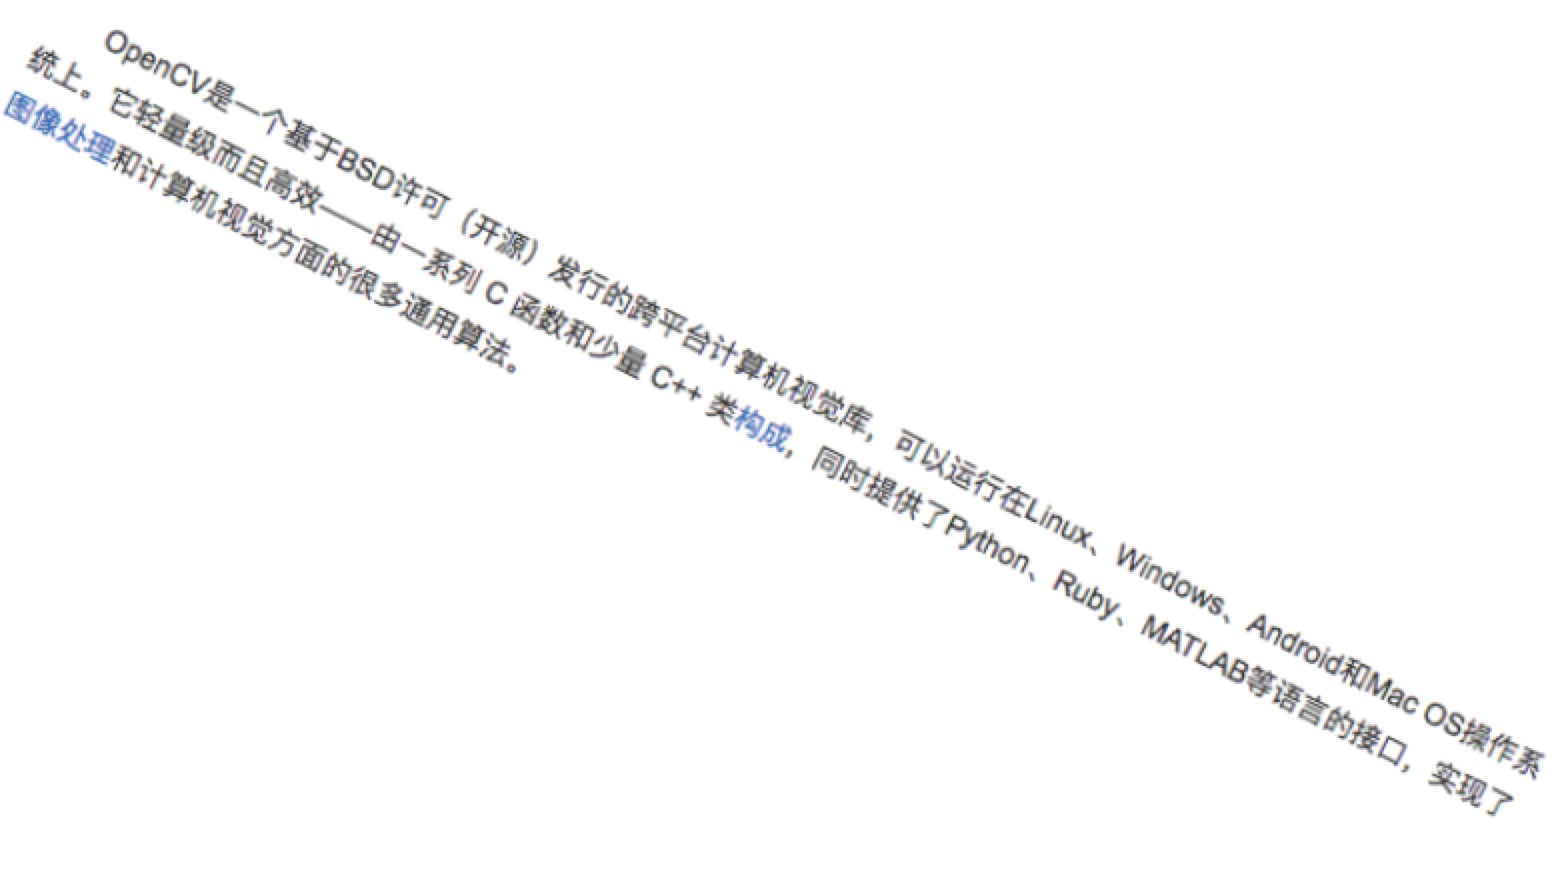 OpenCV是一个基于BSD许可（开源）发行的跨平台计算机视觉库，可以运行在Linux、Windows、Android和Mac OS操作系
统上。它轻量级而且高效——由一系列 C 函数和少量 C++ 类构成，同时提供了Python、Ruby、MATLAB等语言的接口，实现了
图像处理和计算机视觉方面的很多通用算法。